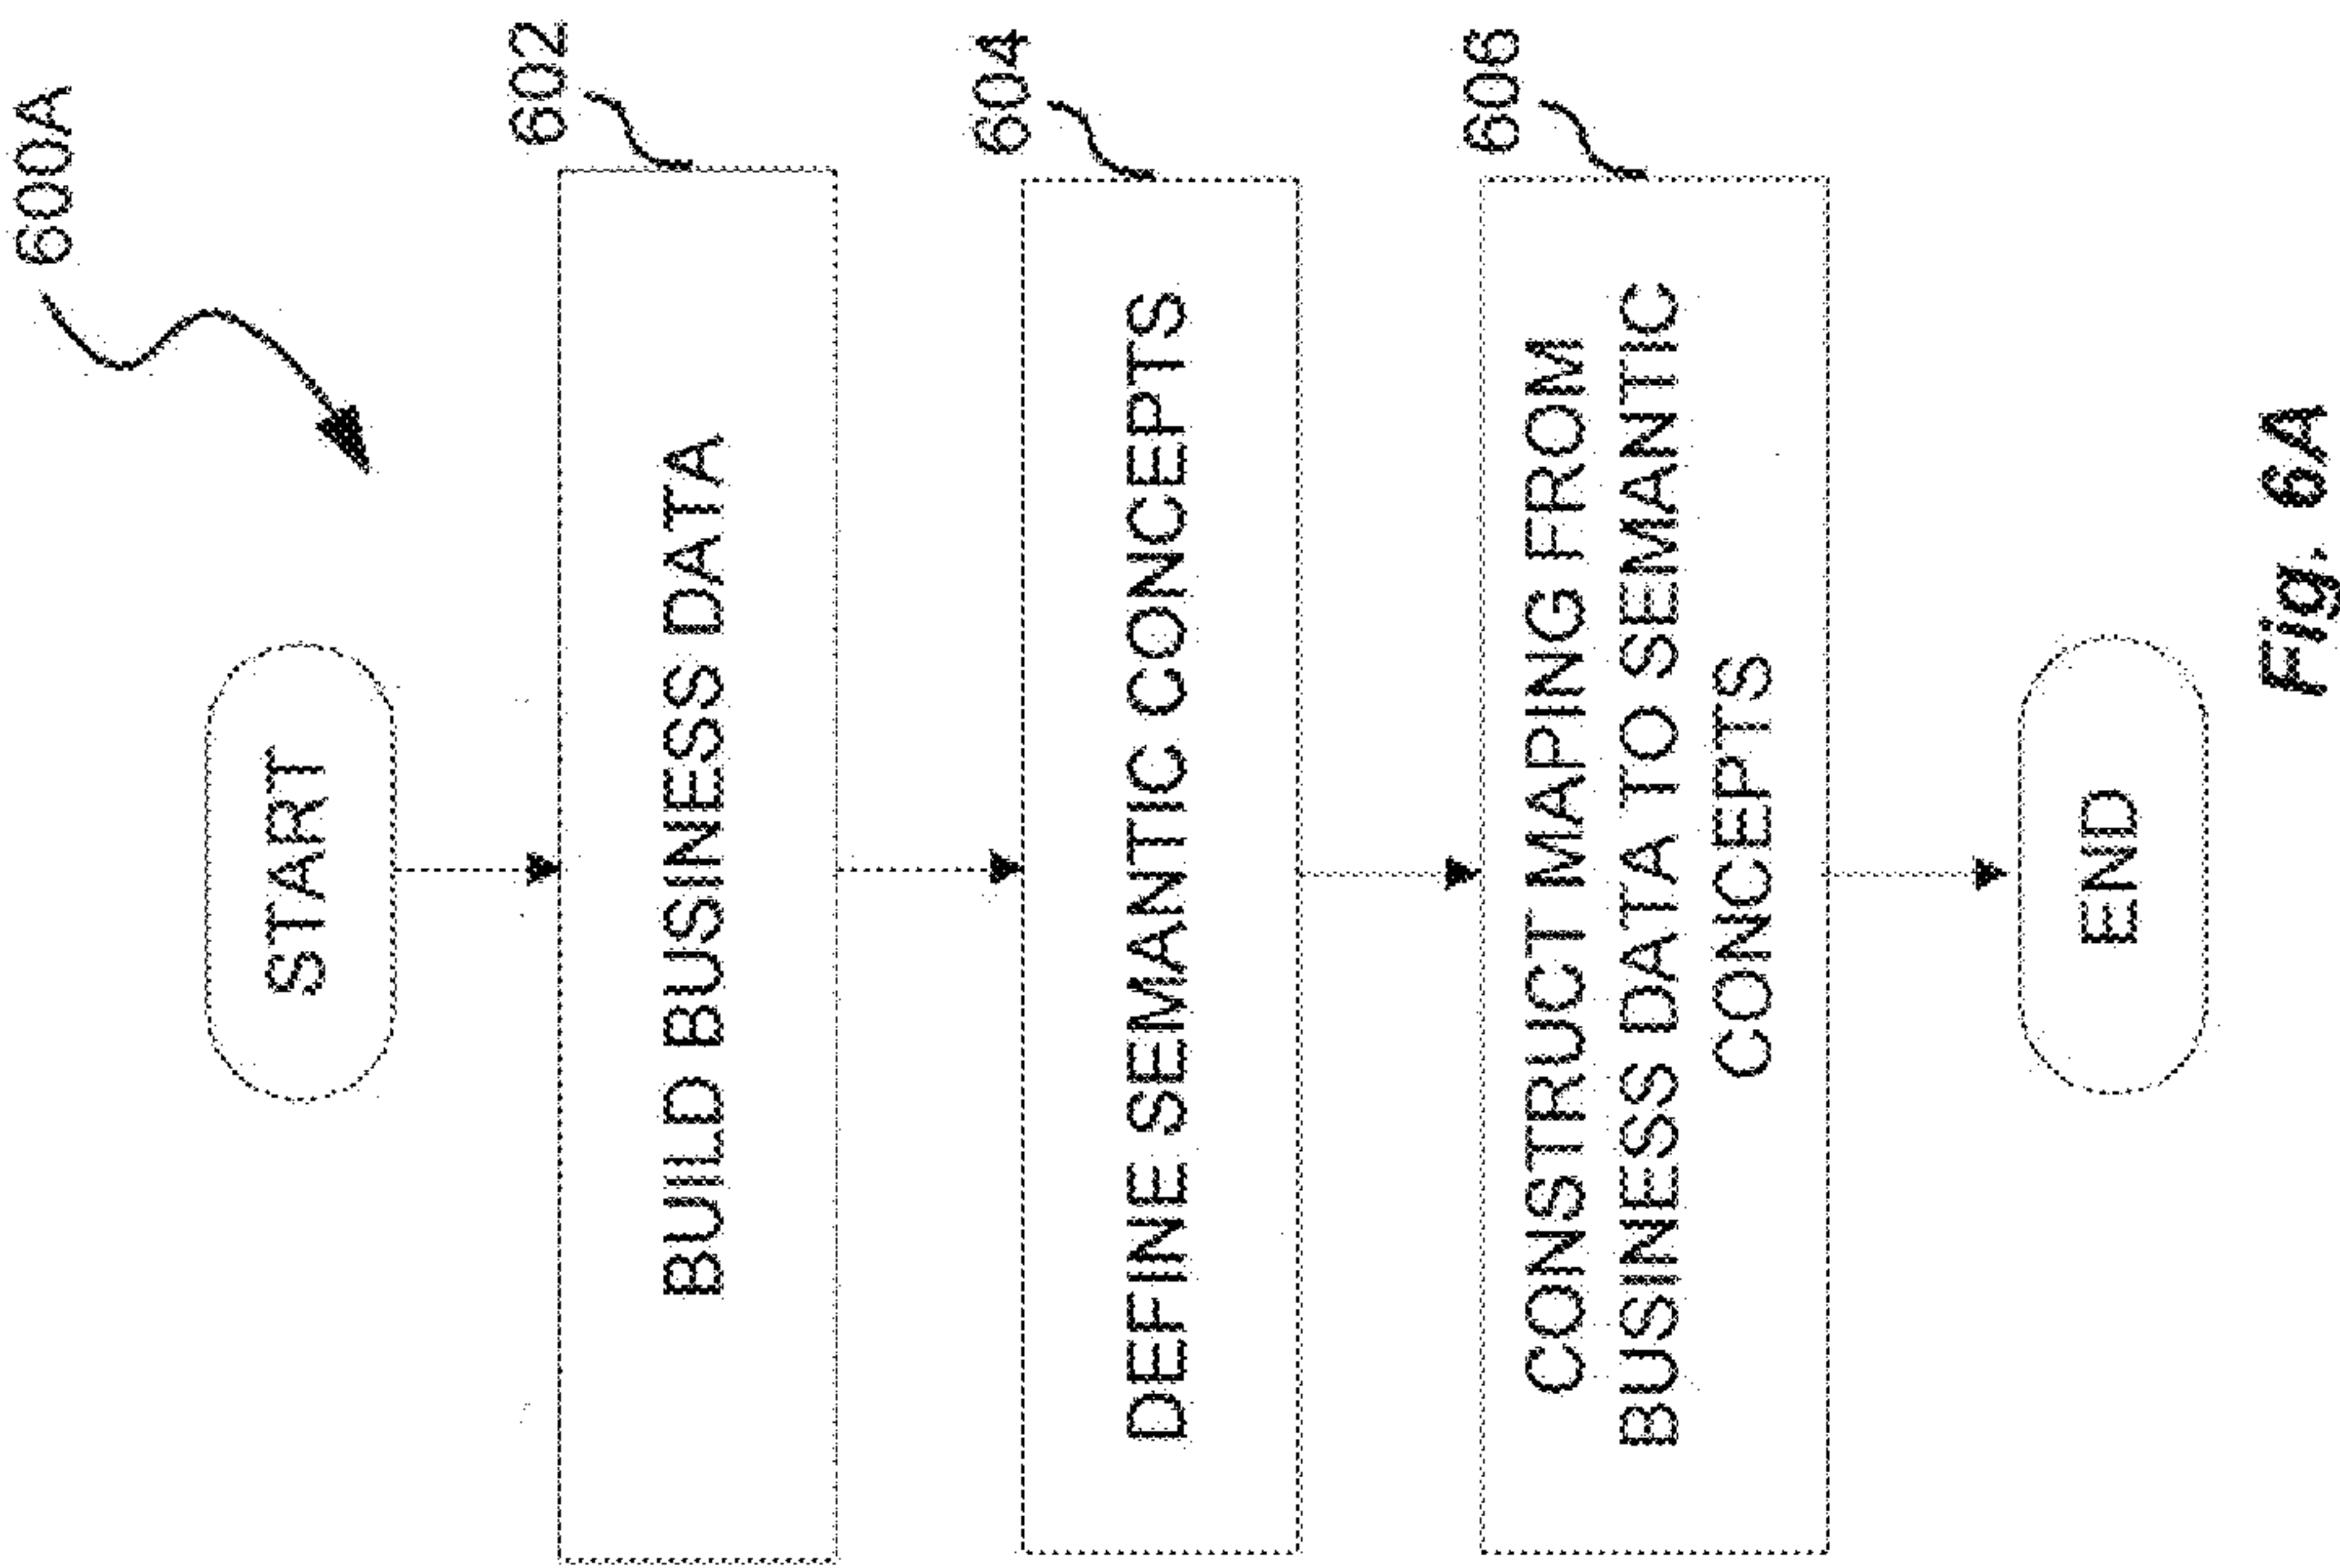 600A
START
602
BUILD BUSINESS DATA
604
DEFINE SEMANTIC CONCEPTS
606
CONSTRUCT MAPING FROM
BUSINESS DATA TO SEMANTIC
CONCEPTS
END
Fig. 6A